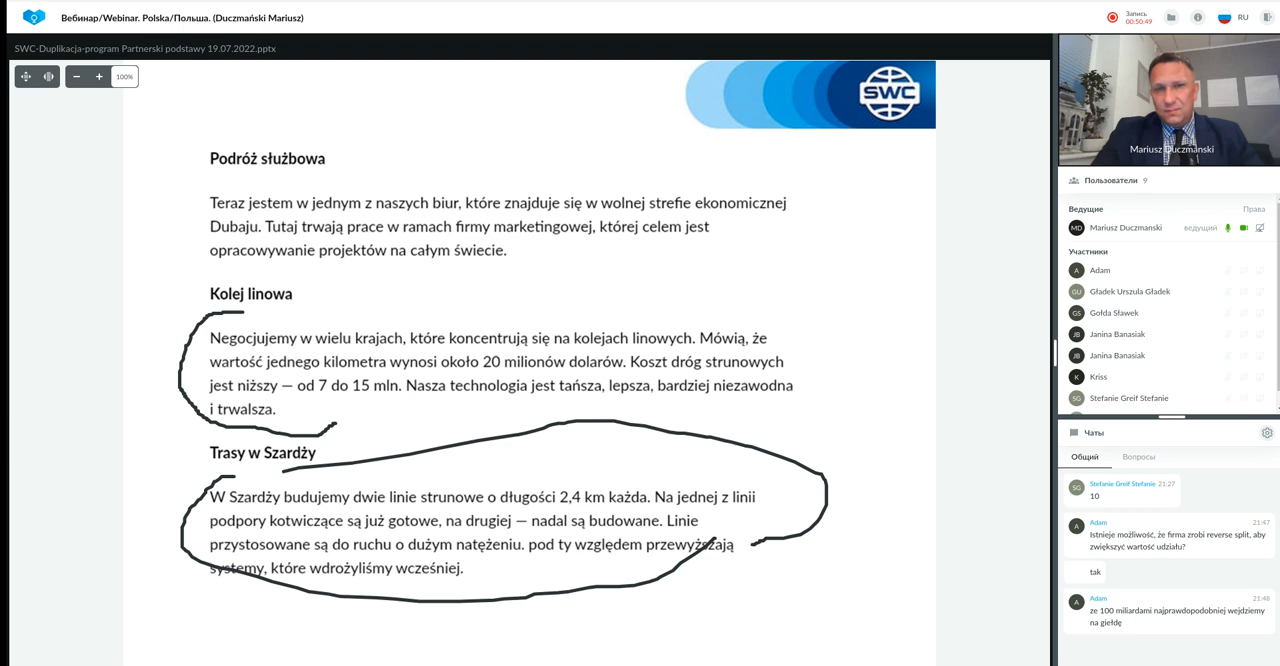 Вебинар/Webinar. Polska/Польша. (Duczmański Mariusz)
Запись
00:50:49
RU
SWC-Duplikacja-program Partnerski podstawy 19.07.2022.pptx
100%
SWC
Podróż służbowa
Teraz jestem w jednym z naszych biur, które znajduje się w wolnej strefie ekonomicznej
Dubaju. Tutaj trwają prace w ramach firmy marketingowej, której celem jest
opracowywanie projektów na całym świecie.
Kolej linowa
Negocjujemy w wielu krajach, które koncentrują się na kolejach linowych. Mówią, że
wartość jednego kilometra wynosi około 20 milionów dolarów. Koszt dróg strunowych
jest niższy — od 7 do 15 mln. Nasza technologia jest tańsza, lepsza, bardziej niezawodna
i trwalsza.
Trasy w Szardży
W Szardży budujemy dwie linie strunowe o długości 2,4 km każda. Na jednej z linii
podpory kotwiczące są już gotowe, na drugiej — nadal są budowane. Linie
przystosowane są do ruchu o dużym natężeniu. pod ty względem przewyższają
systemy, które wdrożyliśmy wcześniej.
Mariusz Duczmanski
Пользователи 9
Ведущие Права
MD Mariusz Duczmanski ведущий
Участники
A Adam
GU Gładek Urszula Gładek
GS Gołda Sławek
JB Janina Banasiak
JB Janina Banasiak
K Kriss
SG Stefanie Greif Stefanie
Чаты
Общий Вопросы
SG Stefanie Greif Stefanie 21:27
10
A Adam 21:47
Istnieje możliwość, że firma zrobi reverse split, aby
zwiększyć wartość udziału?
tak
A Adam 21:48
ze 100 miliardami najprawdopodobniej wejdziemy
na giełdę